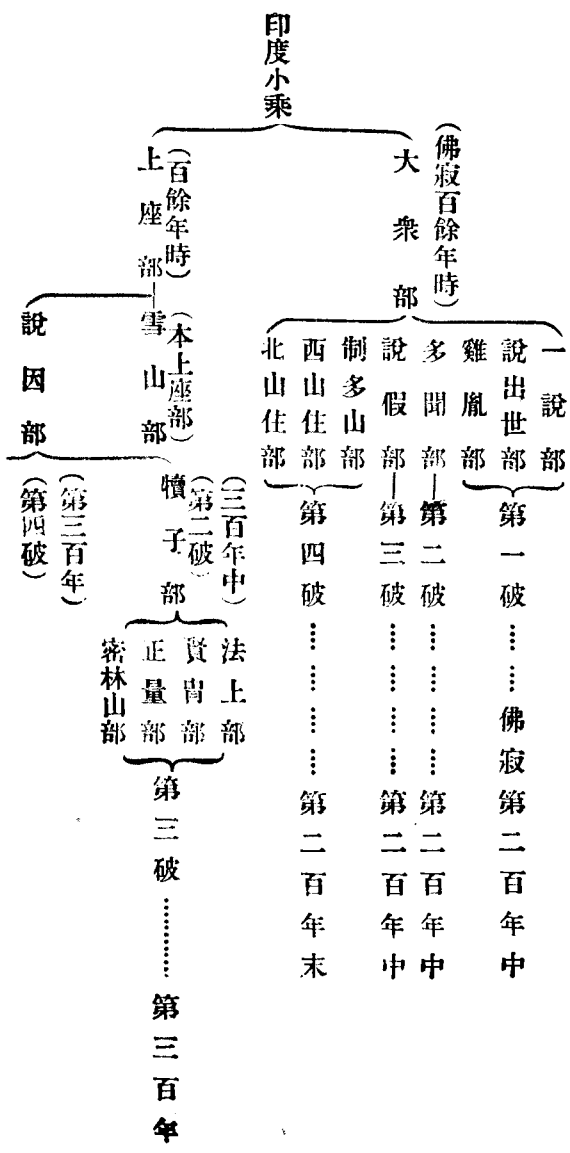 印度小乘
（佛寂百餘年時）
大衆部
一說部
說出世部
雞胤部
第一破……佛寂第二百年中
多聞部—第二破…………第二百年中
說假部—第三破…………第二百年中
制多山部
西山住部
北山住部
第四破…………第二百年末
（百餘年時）
上座部
（本上座部）
雪山部
說因部
（三百年中）
（第二破）
犢子部
法上部
賢冑部
正量部
密林山部
第三破…………第三百年
（第三百年）
（第四破）